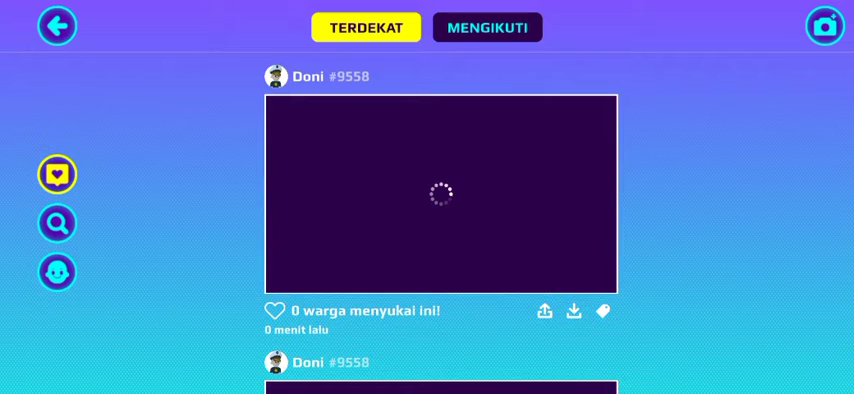 TERDEKAT
MENGIKUTI
Doni #9558
0 warga menyukai ini!
0 menit lalu
Doni #9558